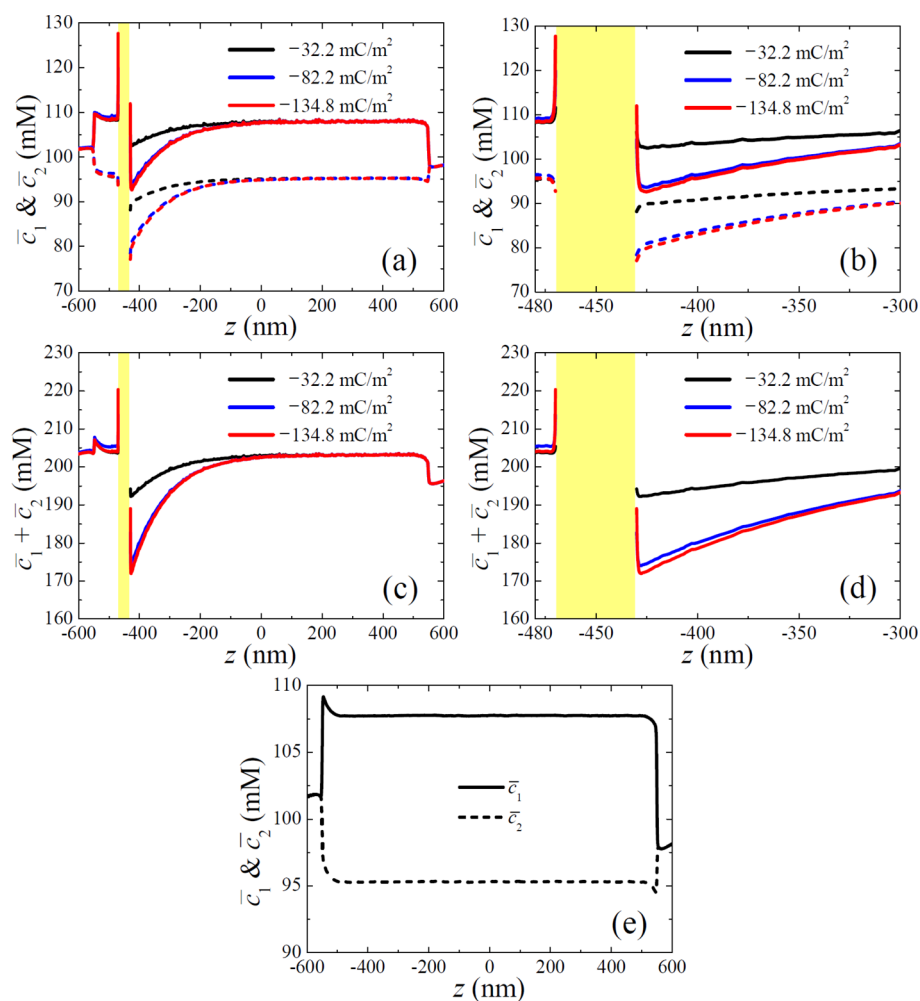 130
120
110
100
90
80
70
c̄₁ & c̄₂ (mM)
−32.2 mC/m²
−82.2 mC/m²
−134.8 mC/m²
(a)
-600 -400 -200 0 200 400 600
z (nm)
130
120
110
100
90
80
70
c̄₁ & c̄₂ (mM)
−32.2 mC/m²
−82.2 mC/m²
−134.8 mC/m²
(b)
-480 -450 -400 -350 -300
z (nm)
230
220
210
200
190
180
170
160
c̄₁ + c̄₂ (mM)
−32.2 mC/m²
−82.2 mC/m²
−134.8 mC/m²
(c)
-600 -400 -200 0 200 400 600
z (nm)
230
220
210
200
190
180
170
160
c̄₁ + c̄₂ (mM)
−32.2 mC/m²
−82.2 mC/m²
−134.8 mC/m²
(d)
-480 -450 -400 -350 -300
z (nm)
110
105
100
95
90
c̄₁ & c̄₂ (mM)
c̄₁
c̄₂
(e)
-600 -400 -200 0 200 400 600
z (nm)